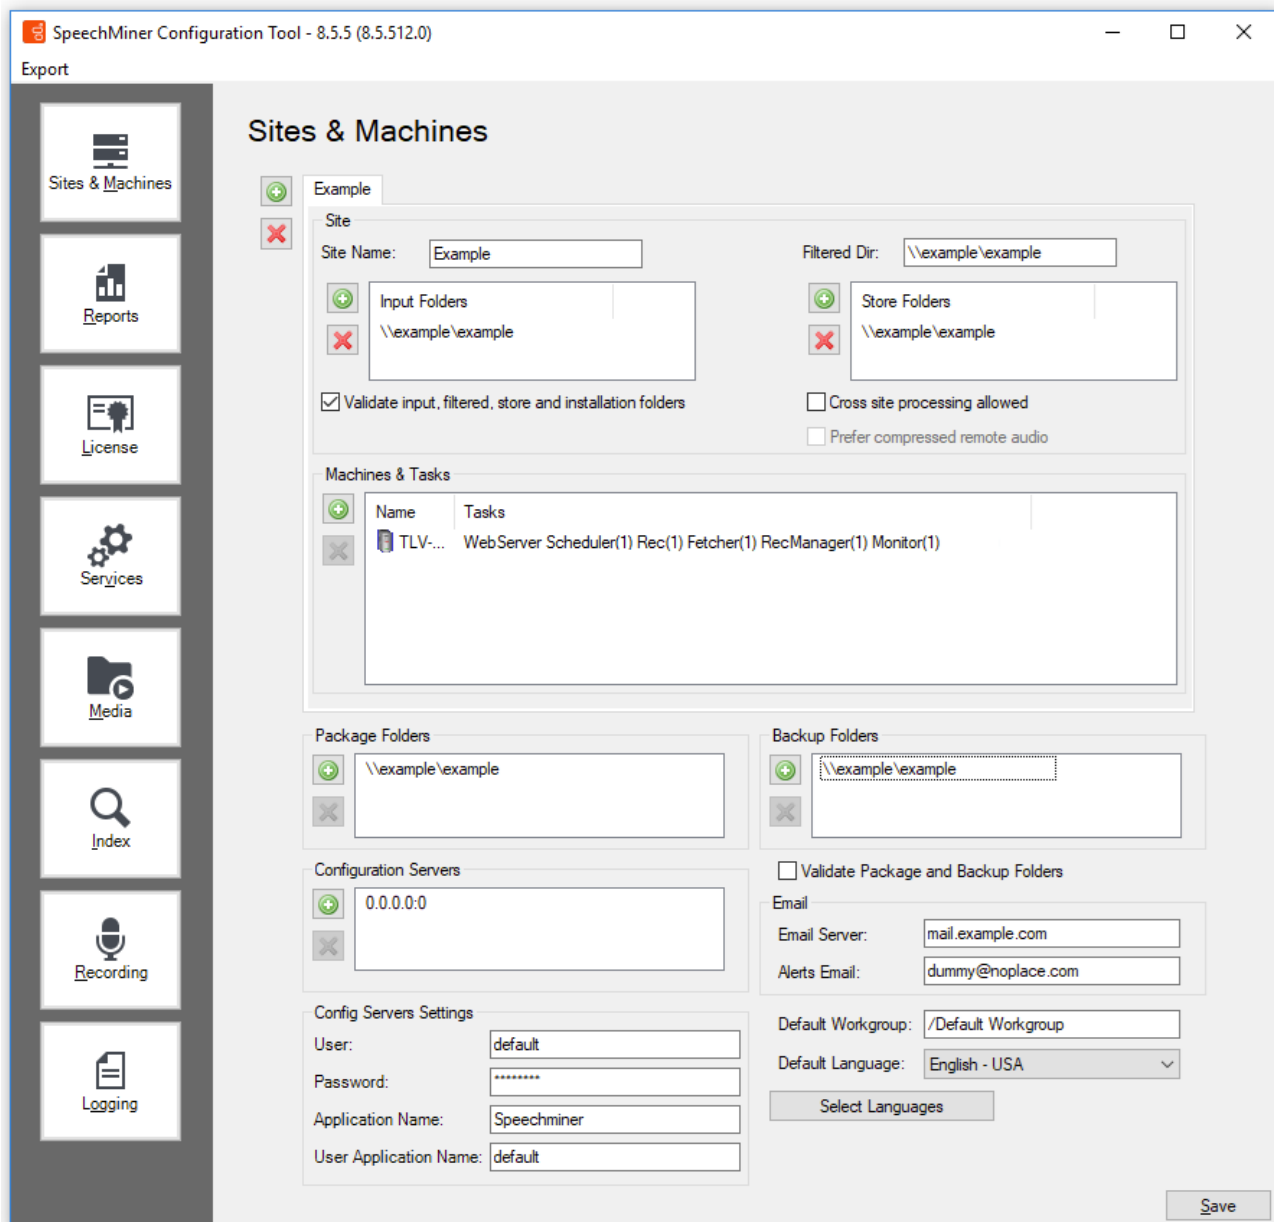 SpeechMiner Configuration Tool - 8.5.5 (8.5.512.0)
Export
Sites & Machines
Reports
License
Services
Media
Index
Recording
Logging
Sites & Machines
Example
Site
Site Name: Example
Filtered Dir: \\example\example
Input Folders
\\example\example
Store Folders
\\example\example
Validate input, filtered, store and installation folders
Cross site processing allowed
Prefer compressed remote audio
Machines & Tasks
Name Tasks
TLV-... WebServer Scheduler(1) Rec(1) Fetcher(1) RecManager(1) Monitor(1)
Package Folders
\\example\example
Backup Folders
\\example\example
Configuration Servers
0.0.0.0:0
Validate Package and Backup Folders
Email
Email Server: mail.example.com
Alerts Email: dummy@noplace.com
Config Servers Settings
User: default
Password: ********
Application Name: Speechminer
User Application Name: default
Default Workgroup: /Default Workgroup
Default Language: English - USA
Select Languages
Save